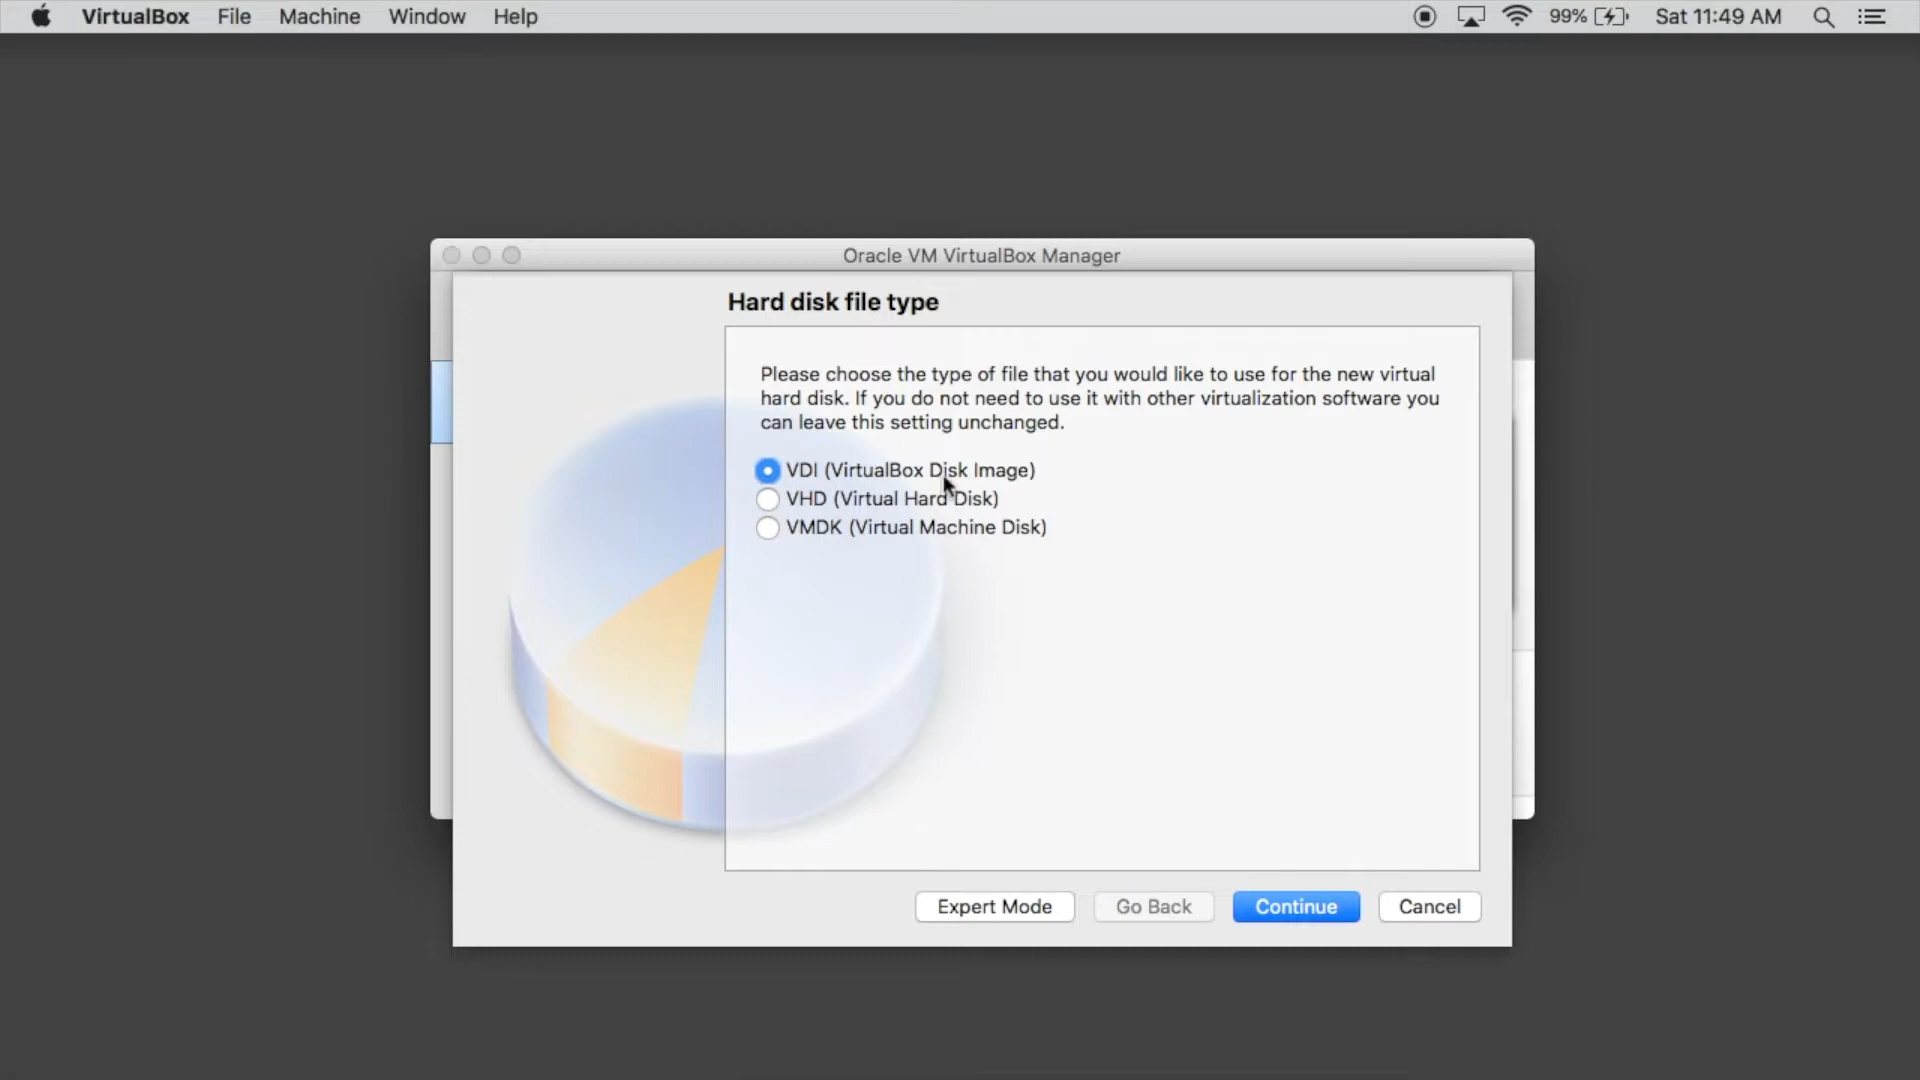 VirtualBox File Machine Window Help 99% Sat 11:49 AM
Oracle VM VirtualBox Manager
Hard disk file type
Please choose the type of file that you would like to use for the new virtual
hard disk. If you do not need to use it with other virtualization software you
can leave this setting unchanged.
VDI (VirtualBox Disk Image)
VHD (Virtual Hard Disk)
VMDK (Virtual Machine Disk)
Expert Mode Go Back Continue Cancel